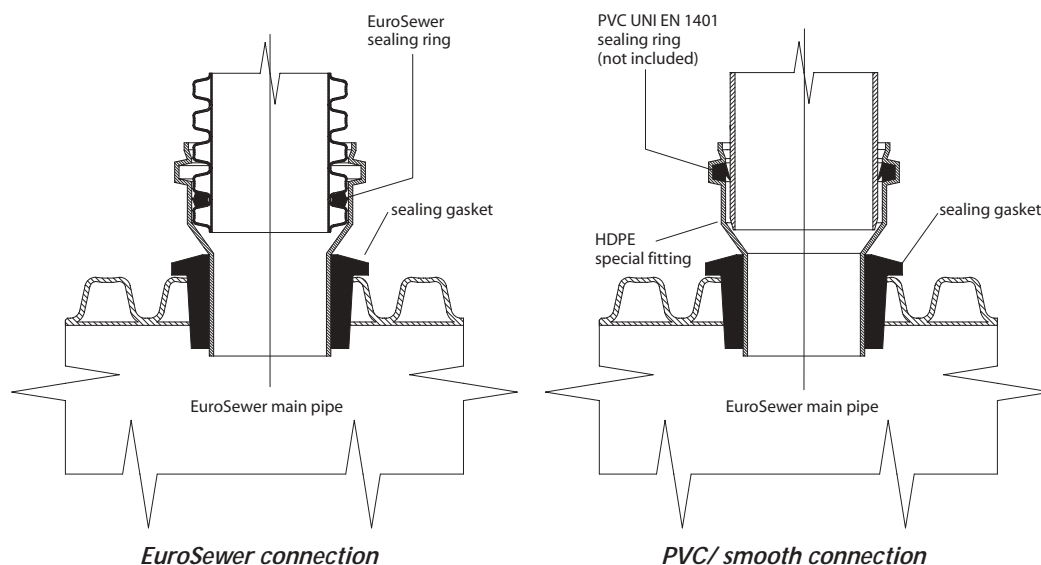 EuroSewer
sealing ring
sealing gasket
EuroSewer main pipe
EuroSewer connection
PVC UNI EN 1401
sealing ring
(not included)
sealing gasket
HDPE
special fitting
EuroSewer main pipe
PVC/ smooth connection